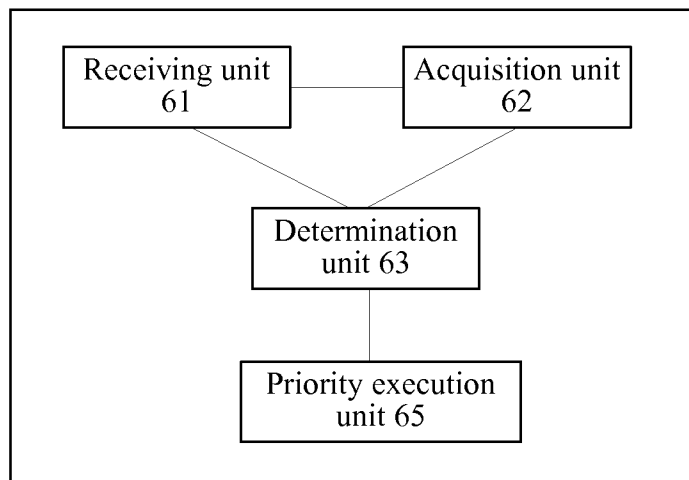 Receiving unit
61
Acquisition unit
62
Determination
unit 63
Priority execution
unit 65